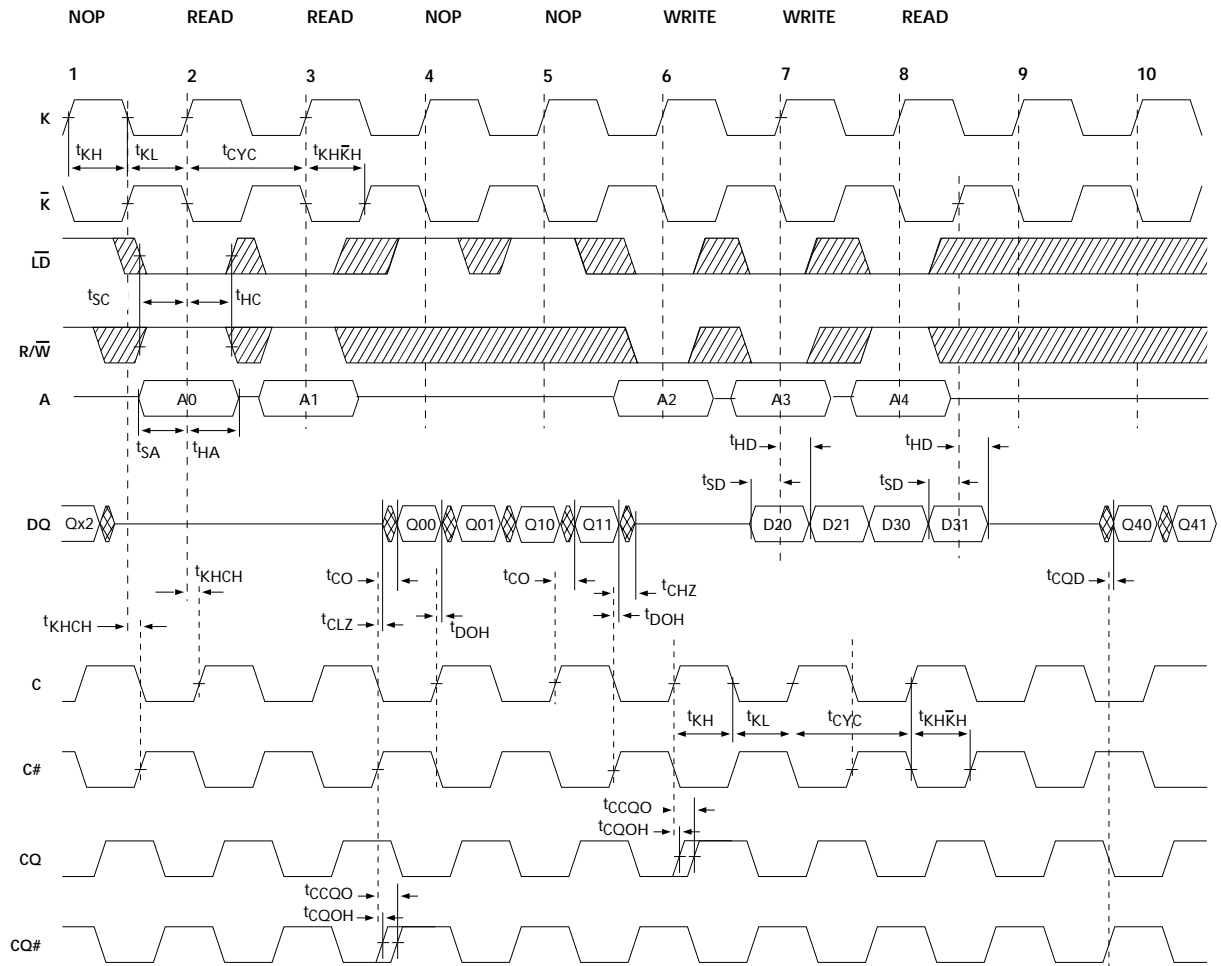 NOP READ READ NOP NOP WRITE WRITE READ
1 2 3 4 5 6 7 8 9 10
K
tKH tKL tCYC tKHK̅H
K̅
L̅D̅
tSC tHC
R/W̅
A A0 A1 A2 A3 A4
tSA tHA tHD tHD
tSD tSD
DQ Qx2 Q00 Q01 Q10 Q11 D20 D21 D30 D31 Q40 Q41
tKHCH tCO tCO tCHZ tCQD
tKHCH tCLZ tDOH tDOH
C
tKH tKL tCYC tKHK̅H
C#
tCCQO
tCQOH
CQ
tCCQO
tCQOH
CQ#